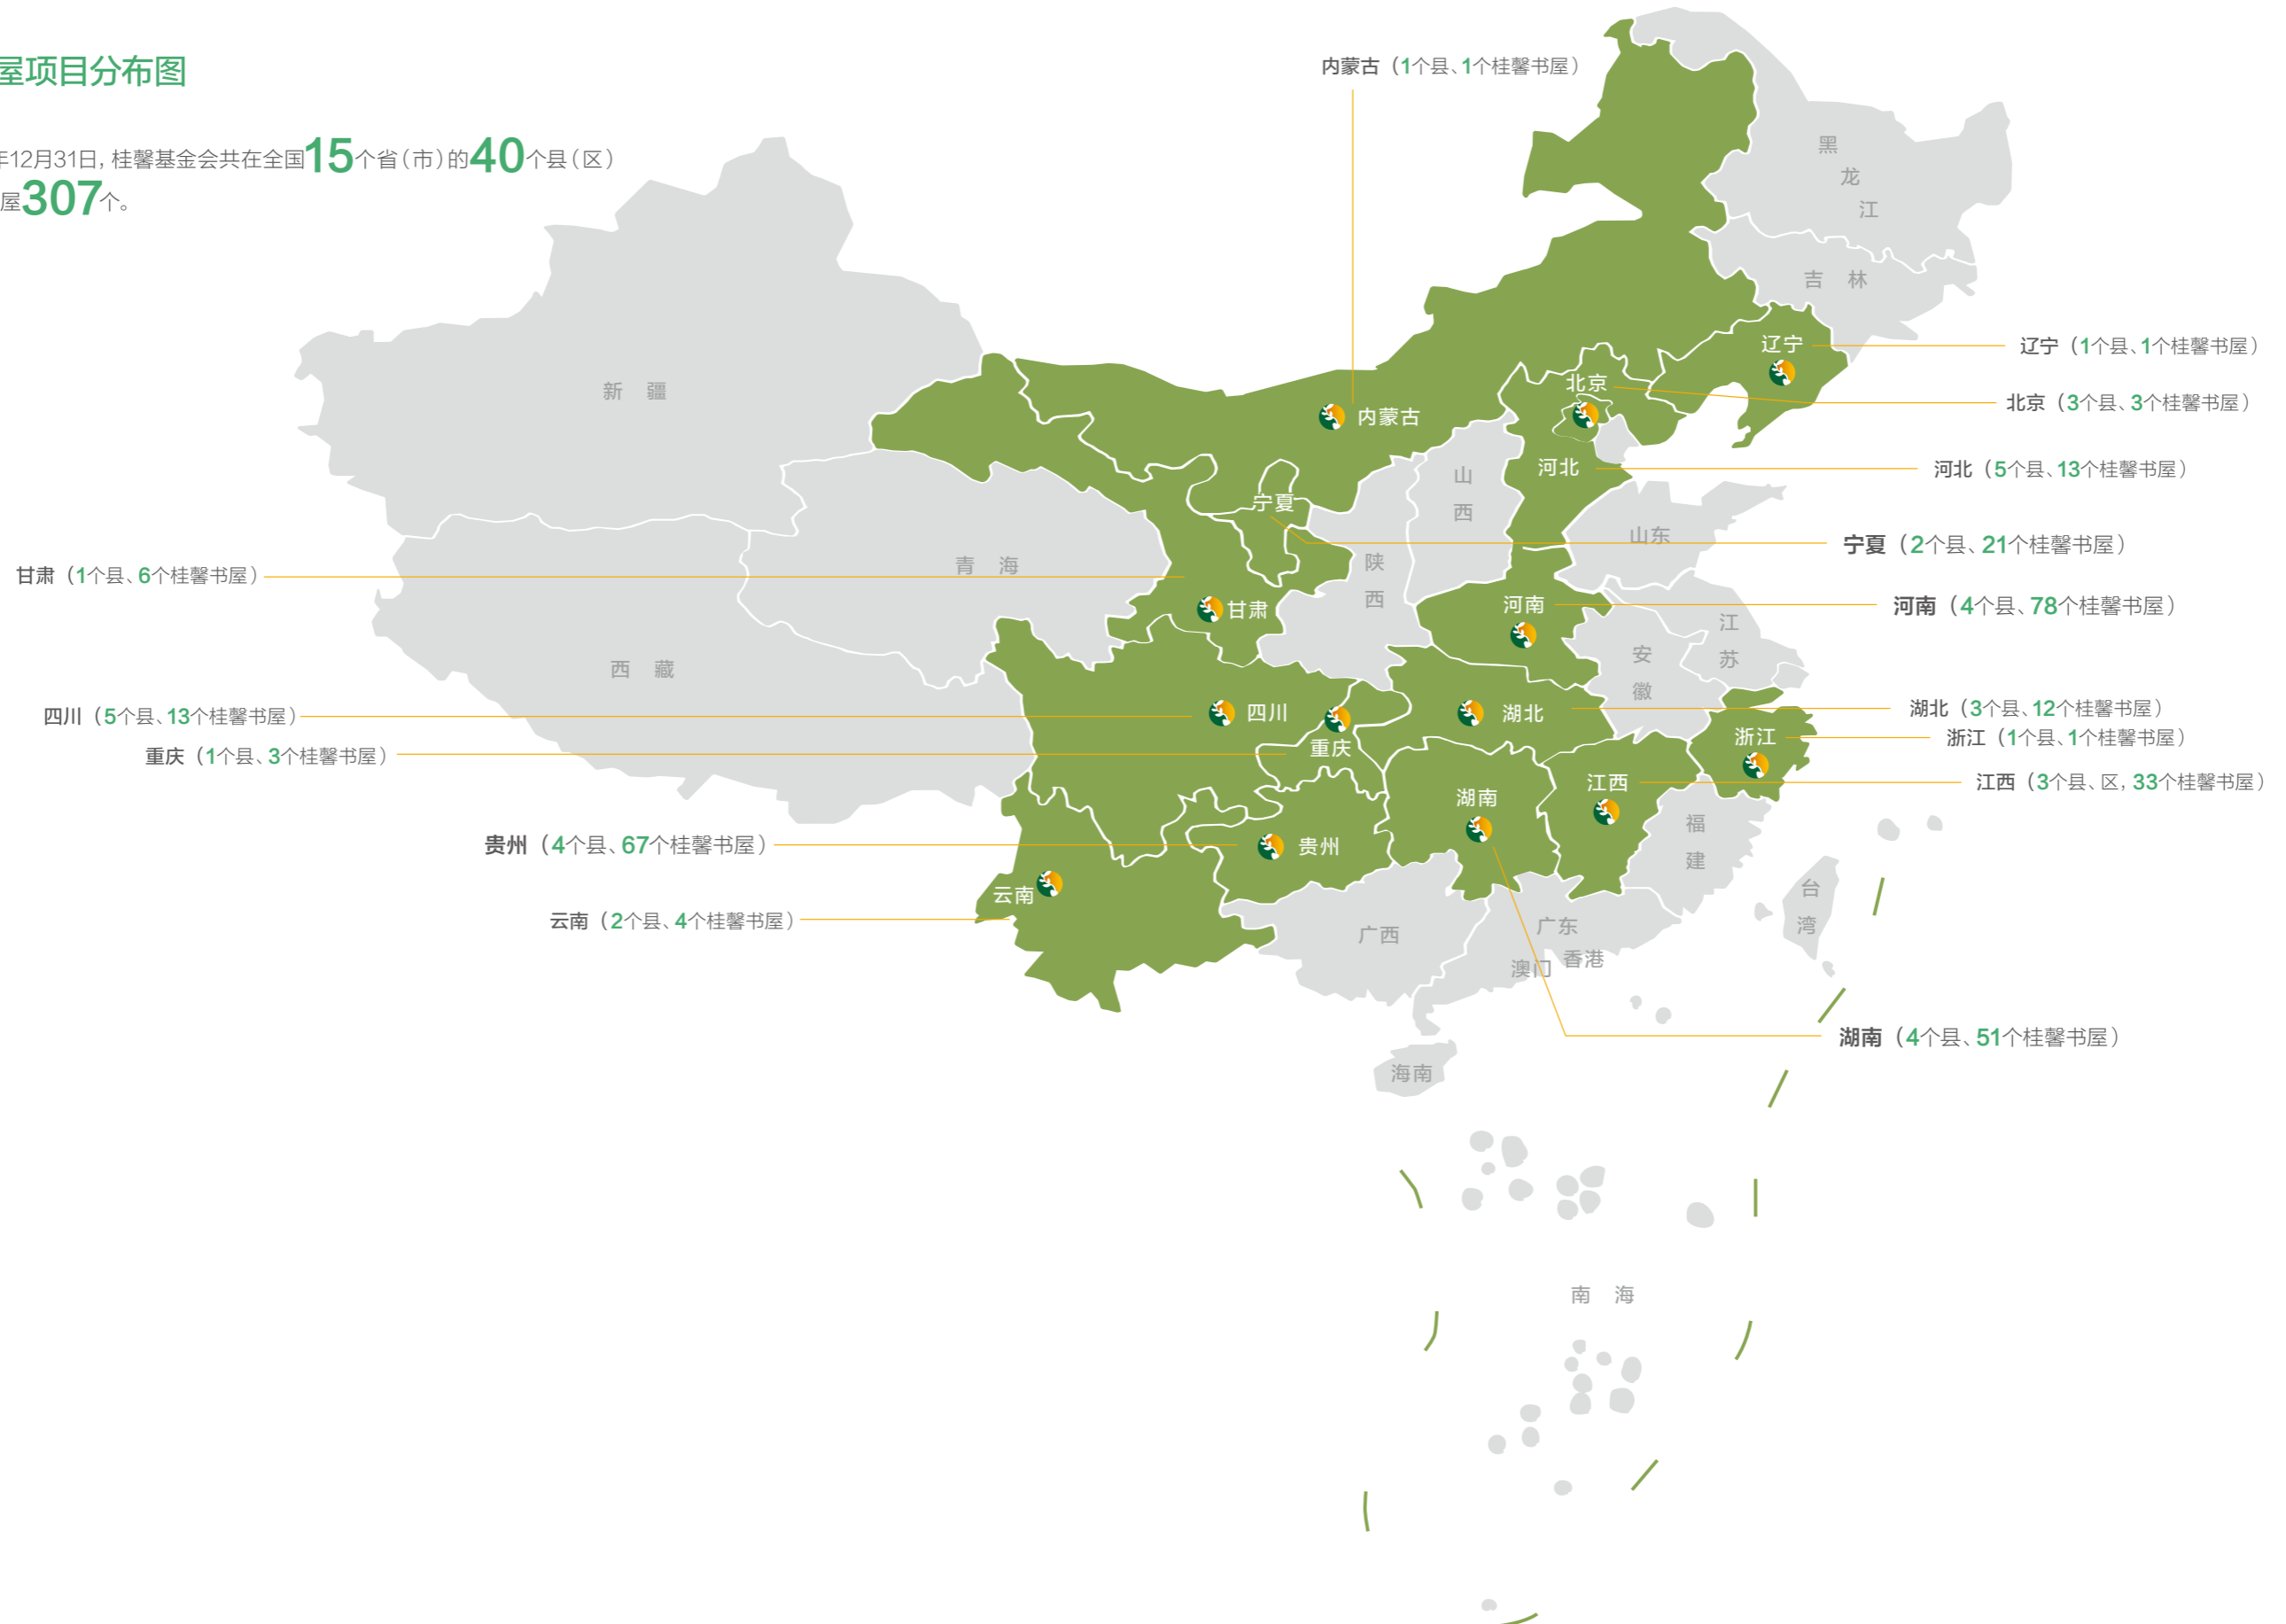 屋项目分布图
年12月31日，桂馨基金会共在全国15个省（市）的40个县（区）
屋307个。
内蒙古（1个县、1个桂馨书屋）
黑龙江
吉 林
辽宁
辽宁（1个县、1个桂馨书屋）
北京
北京（3个县、3个桂馨书屋）
新 疆
内蒙古
河北
河北（5个县、13个桂馨书屋）
山西
宁夏
山东
宁夏（2个县、21个桂馨书屋）
甘肃（1个县、6个桂馨书屋）
青 海
陕西
甘肃
河南
河南（4个县、78个桂馨书屋）
江苏
安徽
西 藏
四川（5个县、13个桂馨书屋）
四川
湖北
湖北（3个县、12个桂馨书屋）
重庆（1个县、3个桂馨书屋）
重庆
浙江
浙江（1个县、1个桂馨书屋）
江西
江西（3个县、区，33个桂馨书屋）
湖南
福建
贵州（4个县、67个桂馨书屋）
贵州
云南
台湾
云南（2个县、4个桂馨书屋）
广西
广东
香港
澳门
湖南（4个县、51个桂馨书屋）
海南
南 海